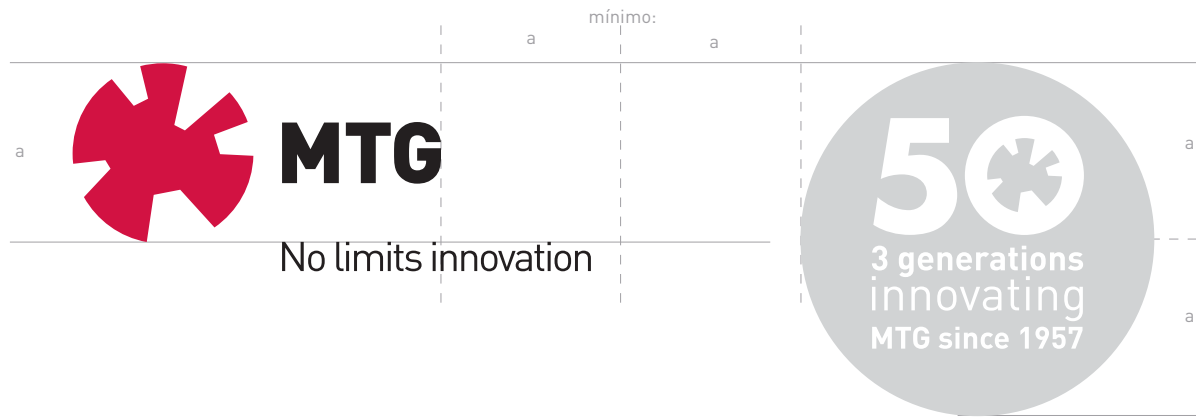 mínimo:
a
a
a
MTG
No limits innovation
50
3 generations
innovating
MTG since 1957
a
a